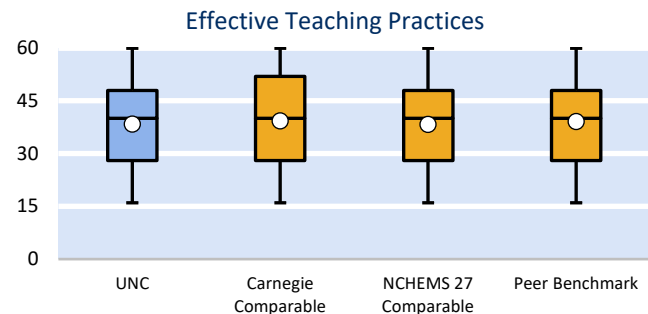 Effective Teaching Practices
60
45
30
15
0
UNC
Carnegie
Comparable
NCHEMS 27
Comparable
Peer Benchmark